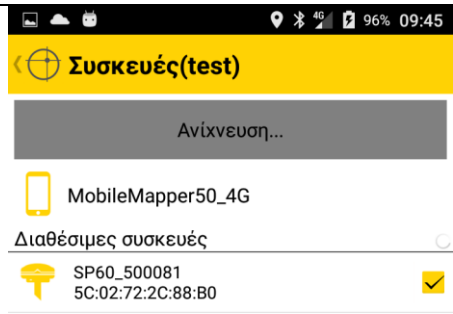 4G 96% 09:45
Συσκευές(test)
Ανίχνευση...
MobileMapper50_4G
Διαθέσιμες συσκευές
SP60_500081
5C:02:72:2C:88:B0